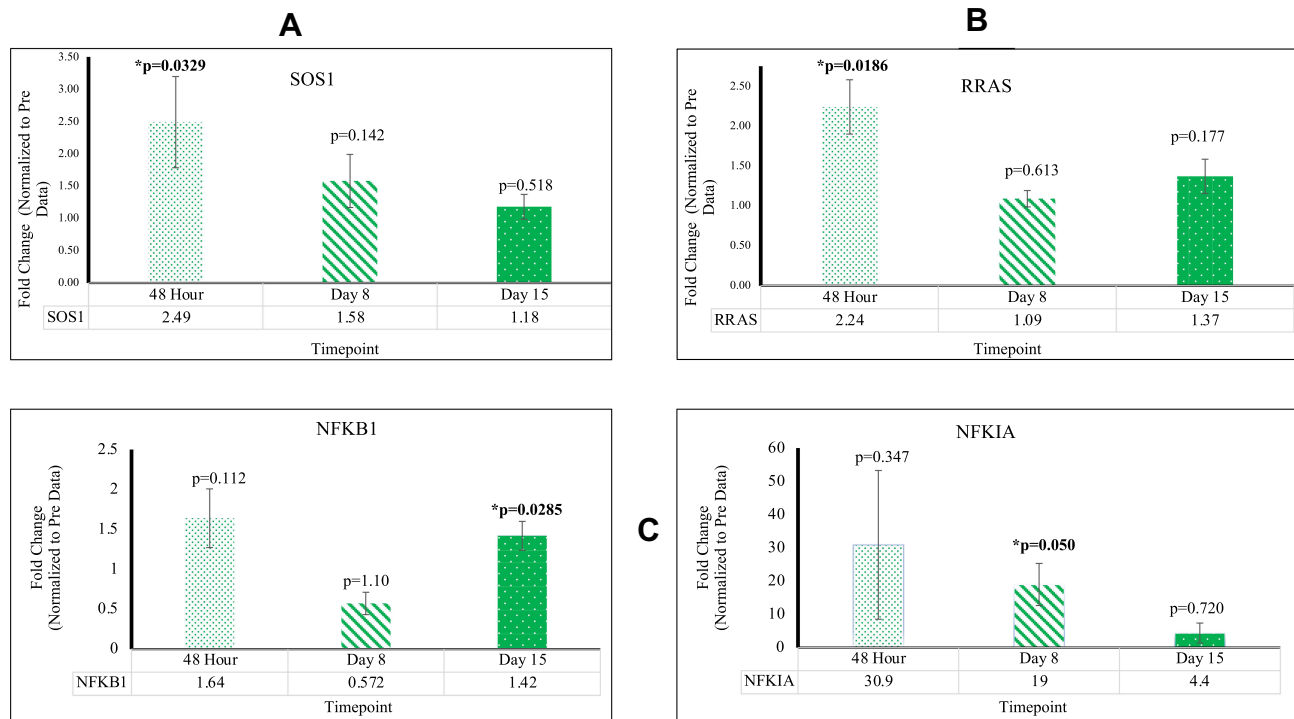 A
B
3.50
3.00
2.50
2.00
1.50
1.00
0.50
0.00
Fold Change (Normalized to Pre
Data)
*p=0.0329
SOS1
p=0.142
p=0.518
48 Hour Day 8 Day 15
SOS1 2.49 1.58 1.18
Timepoint
2.50
2.00
1.50
1.00
0.50
0.00
Fold Change (Normalized to Pre
Data)
*p=0.0186
RRAS
p=0.613
p=0.177
48 Hour Day 8 Day 15
RRAS 2.24 1.09 1.37
Timepoint
NFKB1
2.5
2
1.5
1
0.5
0
Fold Change
(Normalized to Pre Data)
p=0.112
p=1.10
*p=0.0285
48 Hour Day 8 Day 15
NFKB1 1.64 0.572 1.42
Timepoint
C
NFKIA
60
50
40
30
20
10
0
Fold Change
(Normalized to Pre Data)
p=0.347
*p=0.050
p=0.720
48 Hour Day 8 Day 15
NFKIA 30.9 19 4.4
Timepoint